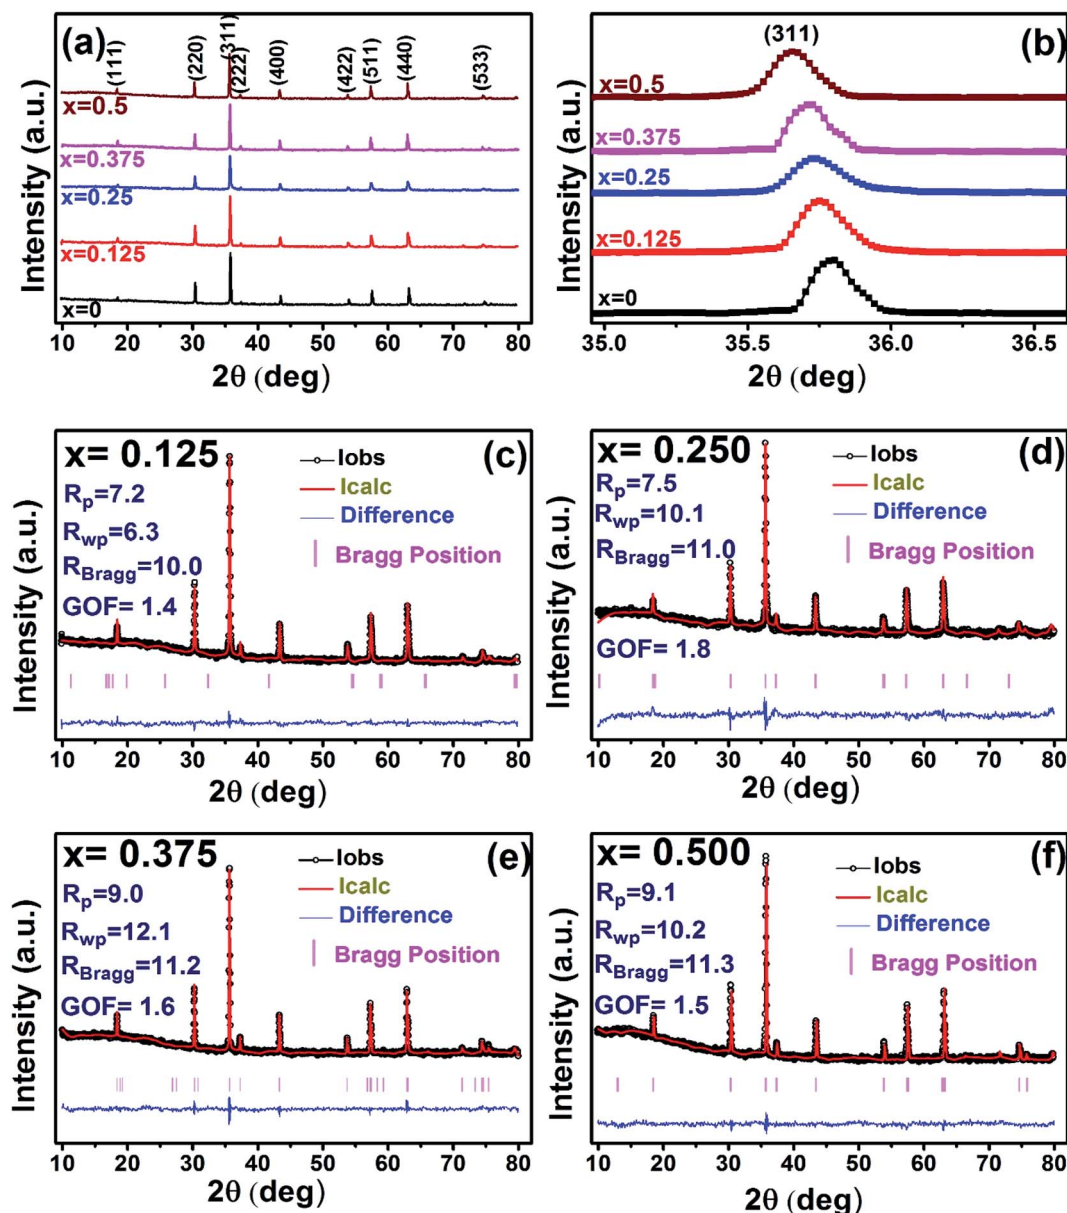 (a)
(111)
(220)
(311)
(222)
(400)
(422)
(511)
(440)
(533)
x=0.5
x=0.375
x=0.25
x=0.125
x=0
Intensity (a.u.)
10 20 30 40 50 60 70 80
2θ (deg)
(b)
(311)
x=0.5
x=0.375
x=0.25
x=0.125
x=0
Intensity (a.u.)
35.0 35.5 36.0 36.5
2θ (deg)
x= 0.125
(c)
Rp=7.2
Rwp=6.3
RBragg=10.0
GOF= 1.4
Iobs
Icalc
Difference
Bragg Position
Intensity (a.u.)
10 20 30 40 50 60 70 80
2θ (deg)
x= 0.250
(d)
Rp=7.5
Rwp=10.1
RBragg=11.0
GOF= 1.8
Iobs
Icalc
Difference
Bragg Position
Intensity (a.u.)
10 20 30 40 50 60 70 80
2θ (deg)
x= 0.375
(e)
Rp=9.0
Rwp=12.1
RBragg=11.2
GOF= 1.6
Iobs
Icalc
Difference
Bragg Position
Intensity (a.u.)
10 20 30 40 50 60 70 80
2θ (deg)
x= 0.500
(f)
Rp=9.1
Rwp=10.2
RBragg=11.3
GOF= 1.5
Iobs
Icalc
Difference
Bragg Position
Intensity (a.u.)
10 20 30 40 50 60 70 80
2θ (deg)